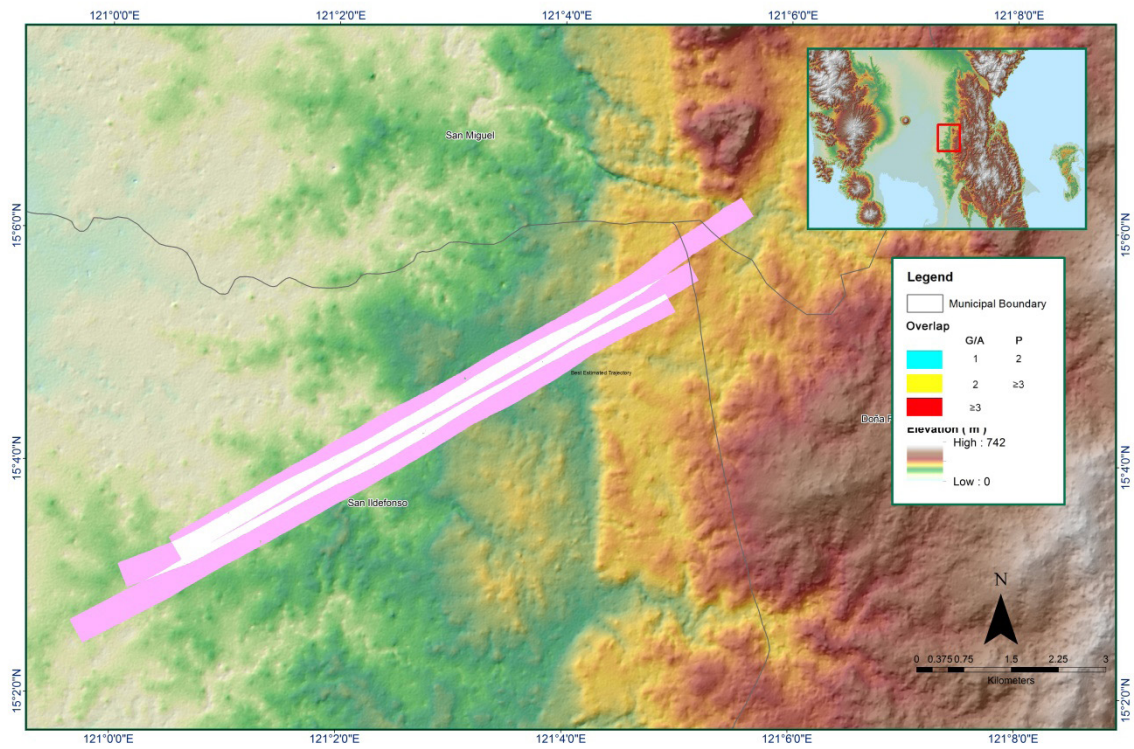 121°0'0"E
121°2'0"E
121°4'0"E
121°6'0"E
121°8'0"E
San Miguel
15°6'0"N
15°6'0"N
Legend
Municipal Boundary
Overlap
G/A P
1 2
2 ≥3
≥3
Elevation ( m )
High : 742
Low : 0
Best Estimated Trajectory
Doña R
15°4'0"N
15°4'0"N
San Ildefonso
N
0 0.375 0.75 1.5 2.25 3
Kilometers
15°2'0"N
15°2'0"N
121°0'0"E
121°2'0"E
121°4'0"E
121°6'0"E
121°8'0"E